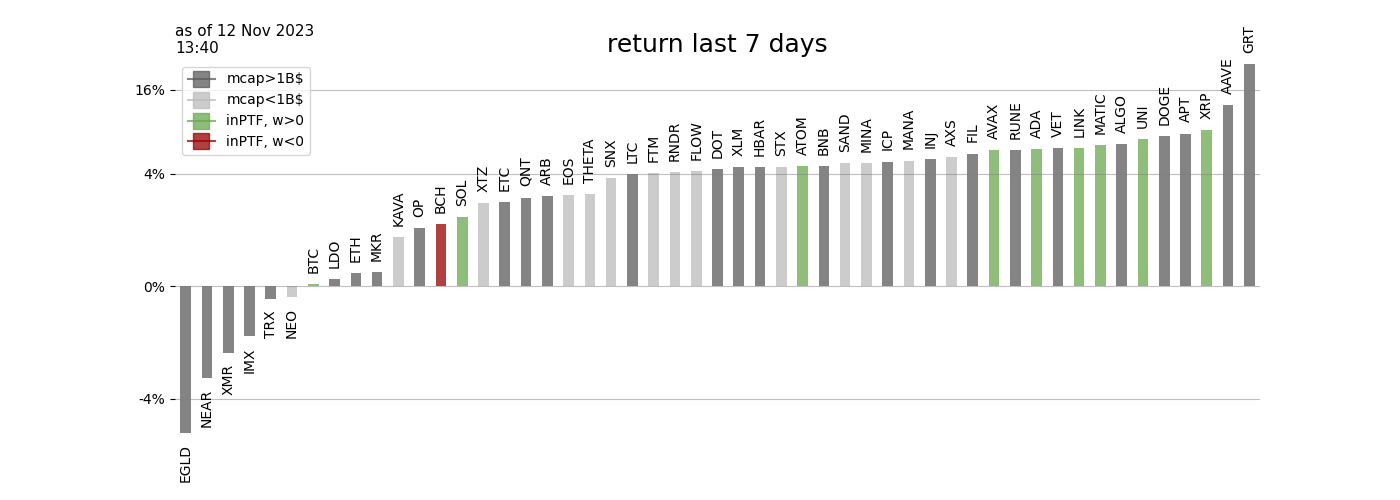 as of 12 Nov 2023
13:40
return last 7 days
mcap>1B$
mcap<1B$
inPTF, w>0
inPTF, w<0
16%
4%
0%
-4%
EGLD
NEAR
XMR
IMX
TRX
NEO
BTC
LDO
ETH
MKR
KAVA
OP
BCH
SOL
XTZ
ETC
QNT
ARB
EOS
THETA
SNX
LTC
FTM
RNDR
FLOW
DOT
XLM
HBAR
STX
ATOM
BNB
SAND
MINA
ICP
MANA
INJ
AXS
FIL
AVAX
RUNE
ADA
VET
LINK
MATIC
ALGO
UNI
DOGE
APT
XRP
AAVE
GRT